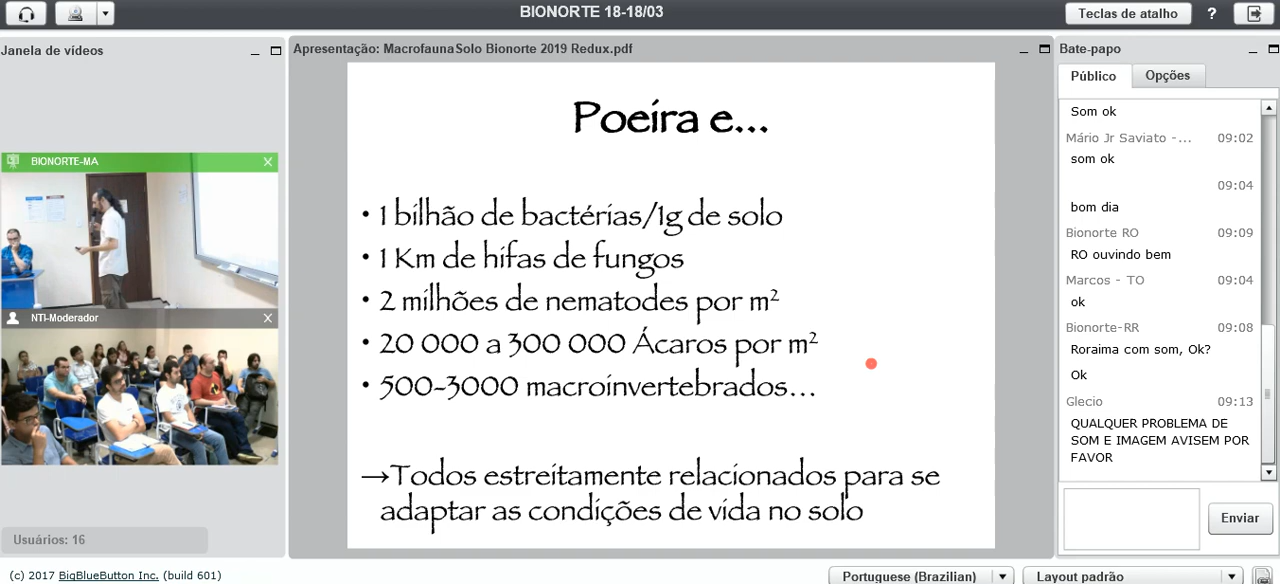 BIONORTE 18-18/03
Teclas de atalho
?
Janela de vídeos
Apresentação: MacrofaunaSolo Bionorte 2019 Redux.pdf
Bate-papo
BIONORTE-MA
NTI-Moderador
Usuários: 16
Poeira e...
• 1 bilhão de bactérias/1g de solo
• 1 Km de hifas de fungos
• 2 milhões de nematodes por m²
• 20 000 a 300 000 Ácaros por m²
• 500-3000 macroinvertebrados...
→Todos estreitamente relacionados para se
adaptar as condições de vida no solo
Público
Opções
Som ok
Mário Jr Saviato -... 09:02
som ok
09:04
bom dia
Bionorte RO 09:09
RO ouvindo bem
Marcos - TO 09:04
ok
Bionorte-RR 09:08
Roraima com som, Ok?
Ok
Glecio 09:13
QUALQUER PROBLEMA DE
SOM E IMAGEM AVISEM POR
FAVOR
Enviar
(c) 2017 BigBlueButton Inc. (build 601)
Portuguese (Brazilian)
Layout padrão